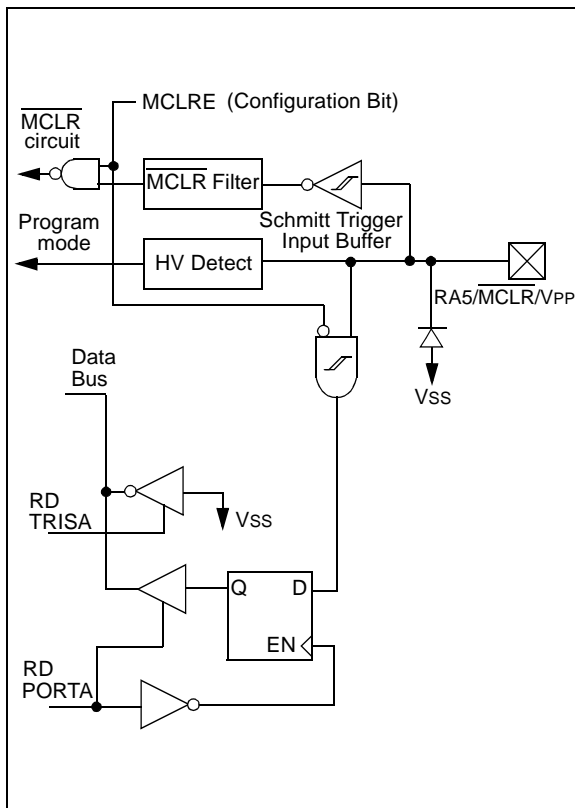 MCLRE (Configuration Bit)
MCLR
circuit
MCLR Filter
Schmitt Trigger
Input Buffer
Program
mode
HV Detect
RA5/MCLR/VPP
VSS
Data
Bus
RD
TRISA
VSS
Q
D
EN
RD
PORTA